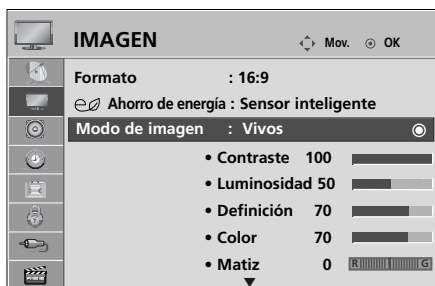 IMAGEN Mov. OK
Formato : 16:9
Ahorro de energía : Sensor inteligente
Modo de imagen : Vivos
• Contraste 100
• Luminosidad 50
• Definición 70
• Color 70
• Matiz 0 R G